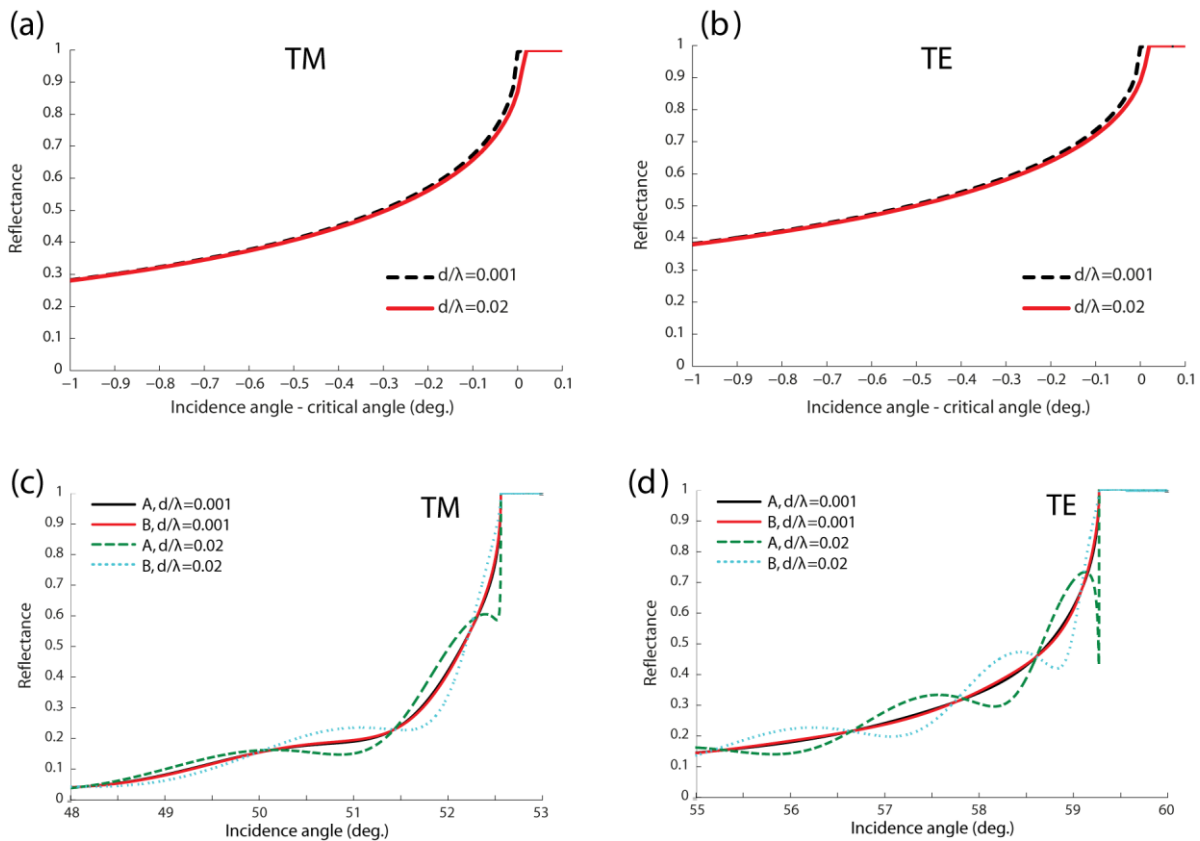 (a)
TM
1
0.9
0.8
0.7
0.6
0.5
0.4
0.3
0.2
0.1
0
Reflectance
d/λ=0.001
d/λ=0.02
−1 −0.9 −0.8 −0.7 −0.6 −0.5 −0.4 −0.3 −0.2 −0.1 0 0.1
Incidence angle - critical angle (deg.)
(b)
TE
1
0.9
0.8
0.7
0.6
0.5
0.4
0.3
0.2
0.1
0
Reflectance
d/λ=0.001
d/λ=0.02
−1 −0.9 −0.8 −0.7 −0.6 −0.5 −0.4 −0.3 −0.2 −0.1 0 0.1
Incidence angle - critical angle (deg.)
(c)
TM
1
0.9
0.8
0.7
0.6
0.5
0.4
0.3
0.2
0.1
0
Reflectance
A, d/λ=0.001
B, d/λ=0.001
A, d/λ=0.02
B, d/λ=0.02
48 49 50 51 52 53
Incidence angle (deg.)
(d)
TE
1
0.9
0.8
0.7
0.6
0.5
0.4
0.3
0.2
0.1
0
Reflectance
A, d/λ=0.001
B, d/λ=0.001
A, d/λ=0.02
B, d/λ=0.02
55 56 57 58 59 60
Incidence angle (deg.)